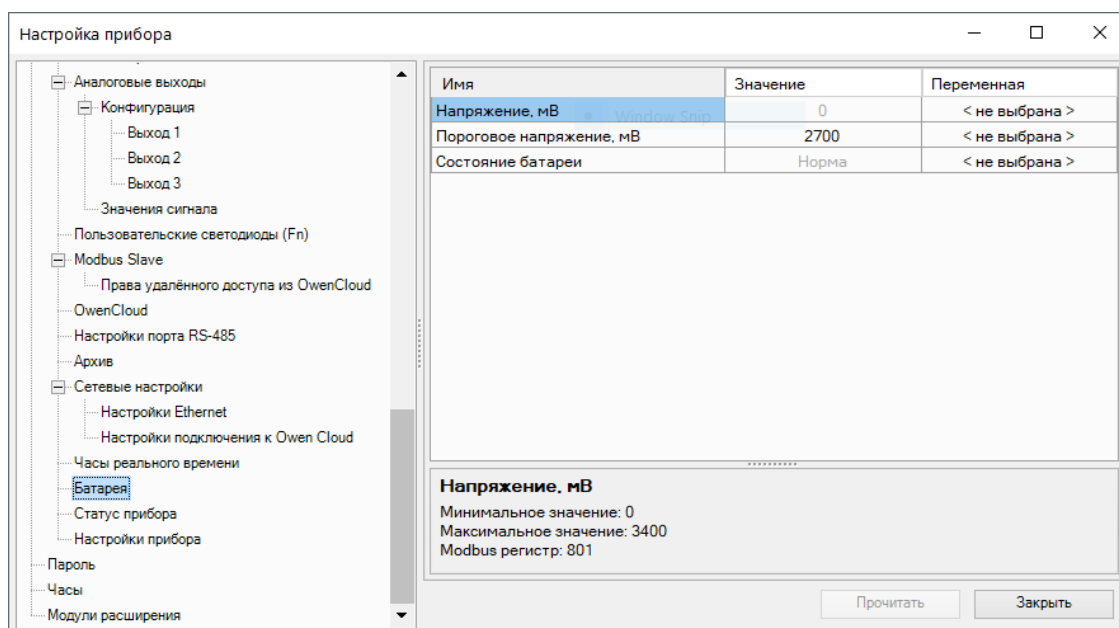 Настройка прибора
Аналоговые выходы
Конфигурация
Выход 1
Выход 2
Выход 3
Значения сигнала
Пользовательские светодиоды (Fn)
Modbus Slave
Права удалённого доступа из OwenCloud
OwenCloud
Настройки порта RS-485
Архив
Сетевые настройки
Настройки Ethernet
Настройки подключения к Owen Cloud
Часы реального времени
Батарея
Статус прибора
Настройки прибора
Пароль
Часы
Модули расширения
Имя Значение Переменная
Напряжение, мВ Window Snip 0 < не выбрана >
Пороговое напряжение, мВ 2700 < не выбрана >
Состояние батареи Норма < не выбрана >
Напряжение, мВ
Минимальное значение: 0
Максимальное значение: 3400
Modbus регистр: 801
Прочитать Закрыть